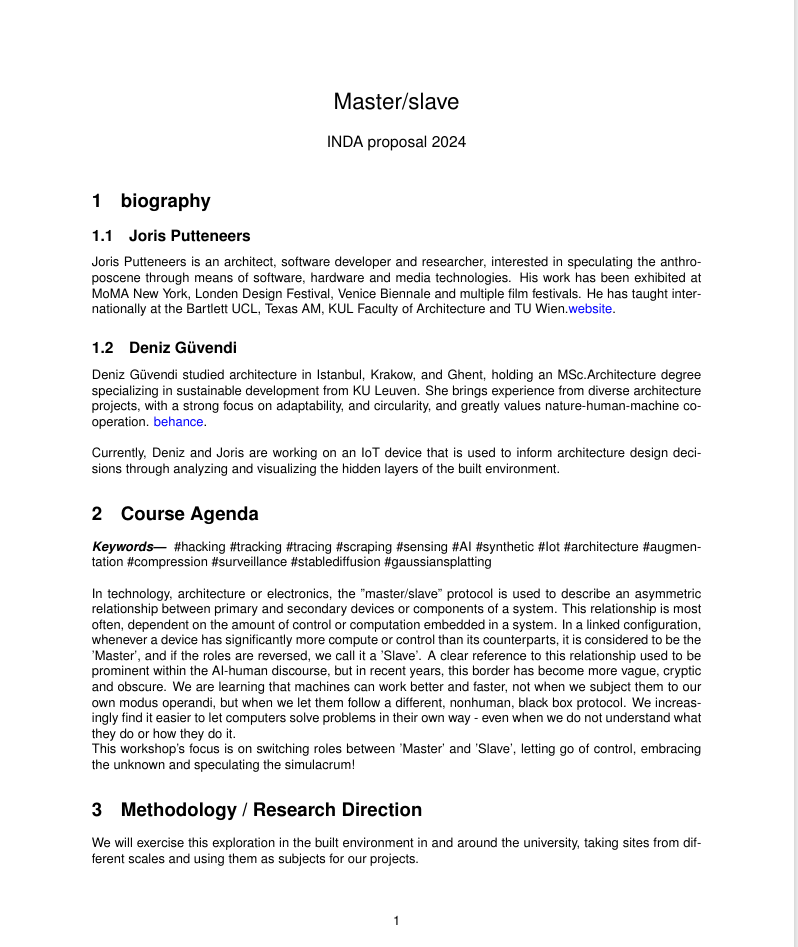 Master/slave
INDA proposal 2024
1 biography
1.1 Joris Putteneers
Joris Putteneers is an architect, software developer and researcher, interested in speculating the anthro-
poscene through means of software, hardware and media technologies. His work has been exhibited at
MoMA New York, Londen Design Festival, Venice Biennale and multiple film festivals. He has taught inter-
nationally at the Bartlett UCL, Texas AM, KUL Faculty of Architecture and TU Wien.website.
1.2 Deniz Güvendi
Deniz Güvendi studied architecture in Istanbul, Krakow, and Ghent, holding an MSc.Architecture degree
specializing in sustainable development from KU Leuven. She brings experience from diverse architecture
projects, with a strong focus on adaptability, and circularity, and greatly values nature-human-machine co-
operation. behance.
Currently, Deniz and Joris are working on an IoT device that is used to inform architecture design deci-
sions through analyzing and visualizing the hidden layers of the built environment.
2 Course Agenda
Keywords— #hacking #tracking #tracing #scraping #sensing #AI #synthetic #Iot #architecture #augmen-
tation #compression #surveillance #stablediffusion #gaussiansplatting
In technology, architecture or electronics, the ”master/slave” protocol is used to describe an asymmetric
relationship between primary and secondary devices or components of a system. This relationship is most
often, dependent on the amount of control or computation embedded in a system. In a linked configuration,
whenever a device has significantly more compute or control than its counterparts, it is considered to be the
’Master’, and if the roles are reversed, we call it a ’Slave’. A clear reference to this relationship used to be
prominent within the AI-human discourse, but in recent years, this border has become more vague, cryptic
and obscure. We are learning that machines can work better and faster, not when we subject them to our
own modus operandi, but when we let them follow a different, nonhuman, black box protocol. We increas-
ingly find it easier to let computers solve problems in their own way - even when we do not understand what
they do or how they do it.
This workshop’s focus is on switching roles between ’Master’ and ’Slave’, letting go of control, embracing
the unknown and speculating the simulacrum!
3 Methodology / Research Direction
We will exercise this exploration in the built environment in and around the university, taking sites from dif-
ferent scales and using them as subjects for our projects.
1